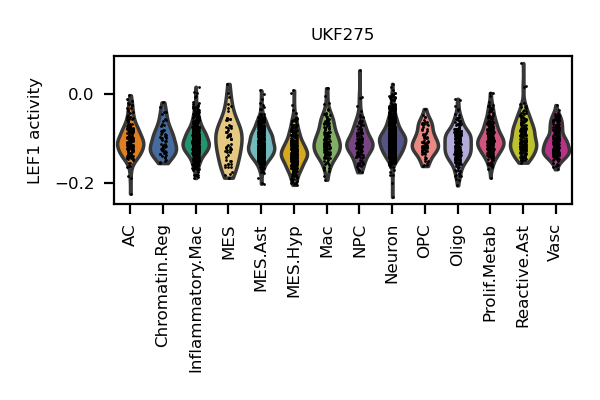 UKF275
LEF1 activity
0.0
−0.2
AC
Chromatin.Reg
Inflammatory.Mac
MES
MES.Ast
MES.Hyp
Mac
NPC
Neuron
OPC
Oligo
Prolif.Metab
Reactive.Ast
Vasc